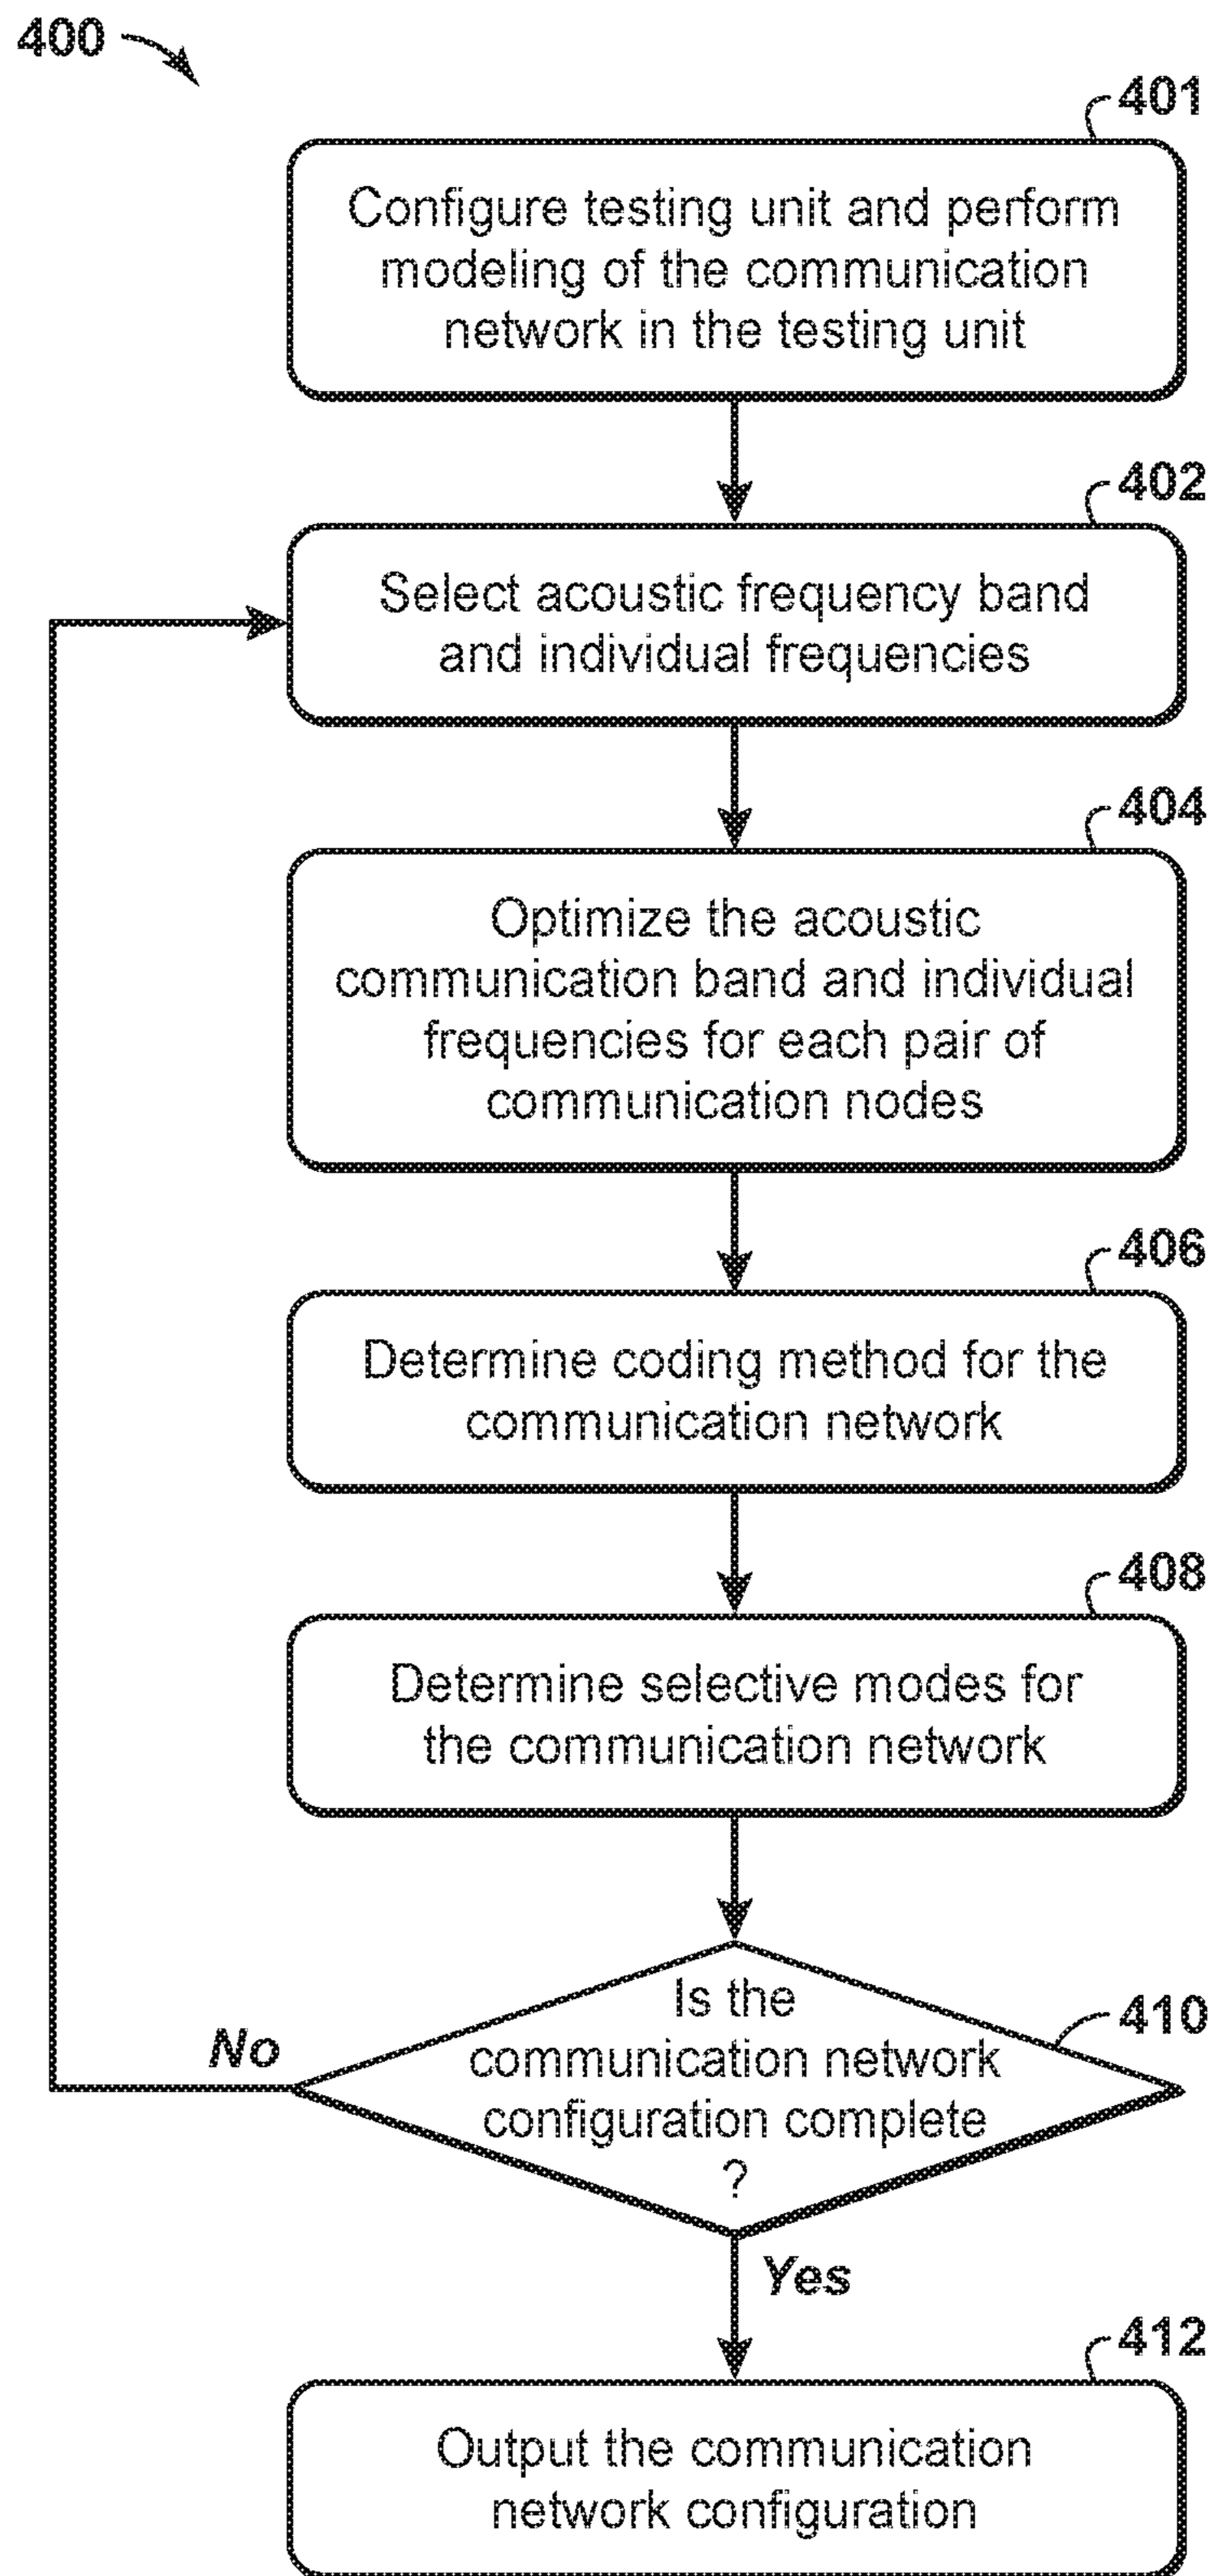 400
401
Configure testing unit and perform
modeling of the communication
network in the testing unit
402
Select acoustic frequency band
and individual frequencies
404
Optimize the acoustic
communication band and individual
frequencies for each pair of
communication nodes
406
Determine coding method for the
communication network
408
Determine selective modes for
the communication network
410
Is the
communication network
configuration complete
?
No
Yes
412
Output the communication
network configuration